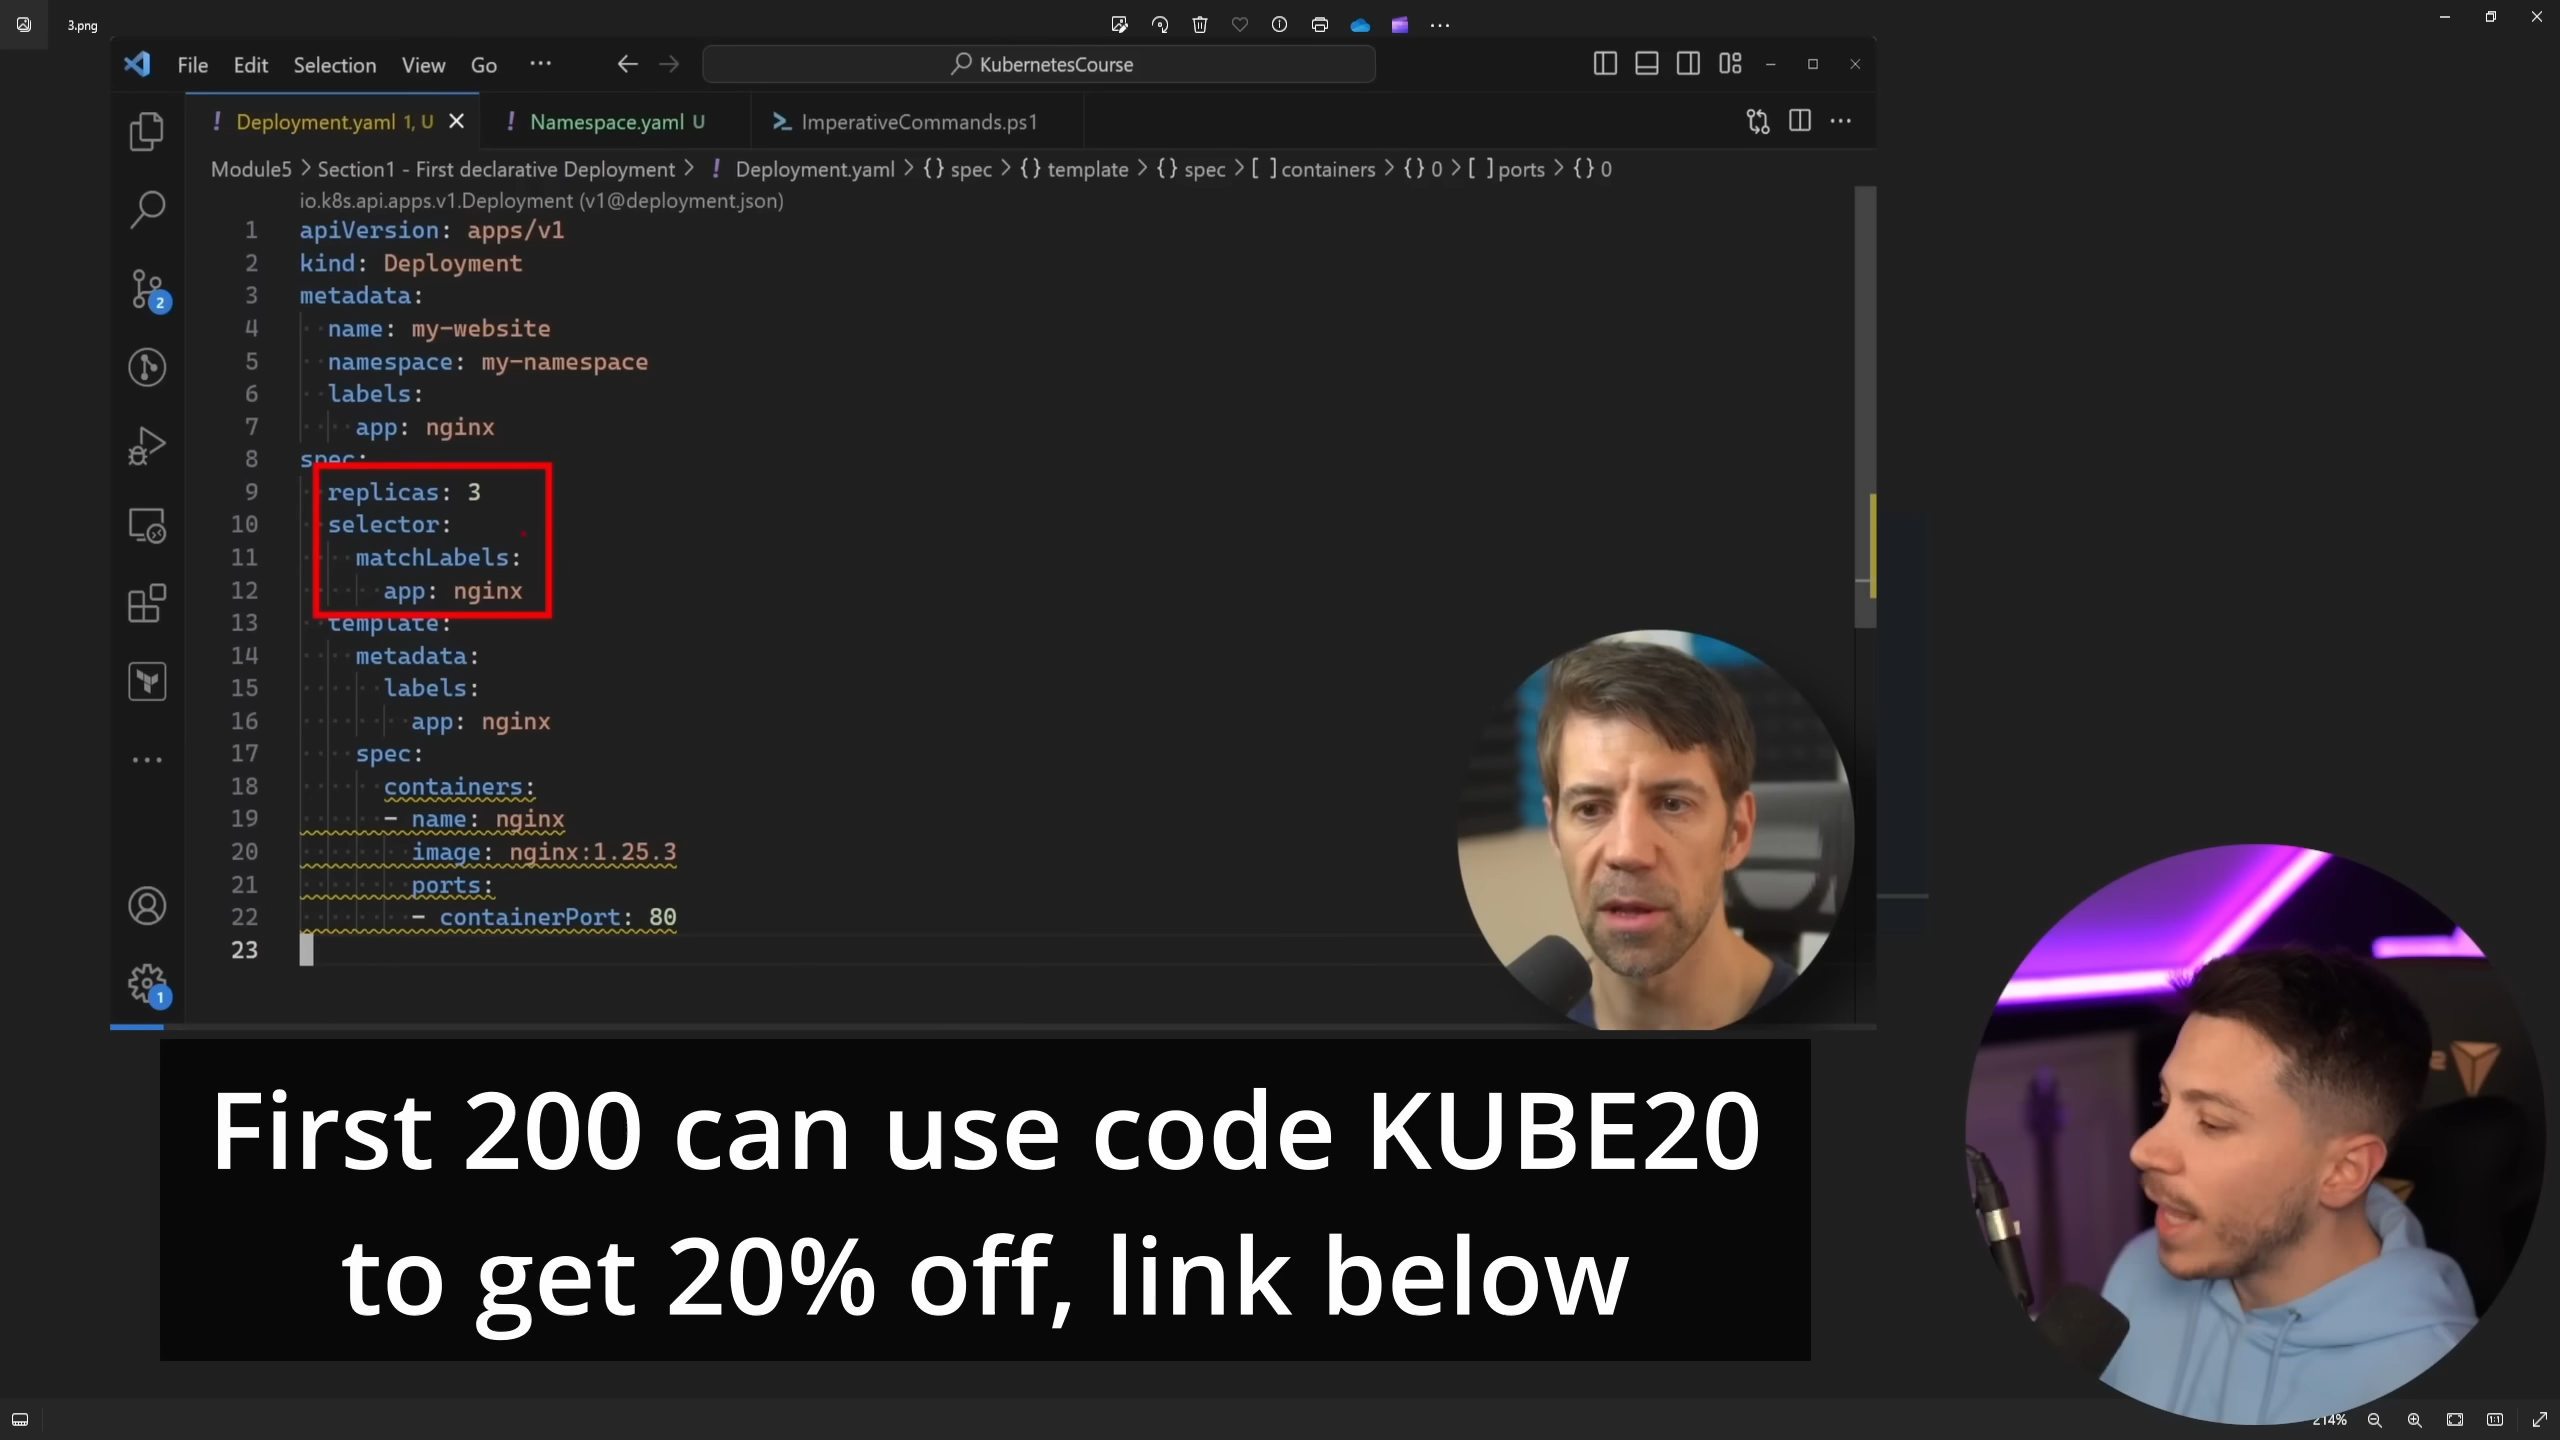 3.png
File Edit Selection View Go ··· KubernetesCourse
Deployment.yaml 1, U Namespace.yaml U ImperativeCommands.ps1
Module5 > Section1 - First declarative Deployment > ! Deployment.yaml > {} spec > {} template > {} spec > [ ] containers > {} 0 > [ ] ports > {} 0
io.k8s.api.apps.v1.Deployment (v1@deployment.json)
1 apiVersion: apps/v1
2 kind: Deployment
3 metadata:
4 name: my-website
5 namespace: my-namespace
6 labels:
7 app: nginx
8 spec:
9 replicas: 3
10 selector:
11 matchLabels:
12 app: nginx
13 template:
14 metadata:
15 labels:
16 app: nginx
17 spec:
18 containers:
19 - name: nginx
20 image: nginx:1.25.3
21 ports:
22 - containerPort: 80
23
2
1
First 200 can use code KUBE20
to get 20% off, link below
214%